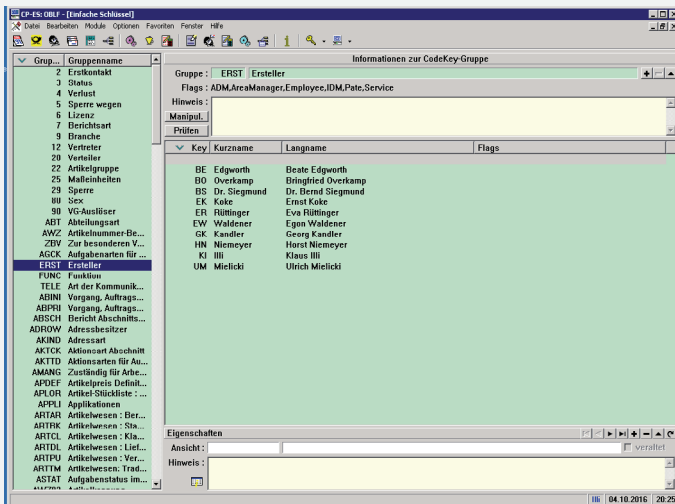 CP-ES: OBLF - [Einfache Schlüssel]
Datei Bearbeiten Module Optionen Favoriten Fenster Hilfe
Grup... Gruppenname
2 Erstkontakt
3 Status
4 Verlust
5 Sperre wegen
6 Lizenz
7 Berichtsart
9 Branche
12 Vertreter
20 Verteiler
22 Artikelgruppe
25 Maßeinheiten
29 Sperre
80 Sex
90 VG-Auslöser
ABT Abteilungsart
AWZ Artikelnummer-Be...
ZBV Zur besonderen V...
AGCK Aufgabenarten für ...
ERST Ersteller
FUNC Funktion
TELE Art der Kommunik...
ABINI Vorgang, Auftrags...
ABPRI Vorgang, Auftrags...
ABSCH Bericht Abschnitts...
ADROW Adressbesitzer
AKIND Adressart
AKTCK Aktionsart Abschnitt
AKTTD Aktionsarten für Au...
AMANG Zuständig für Arbe...
APDEF Artikelpreis Definit...
APLOR Artikel-Stückliste : ...
APPLI Applikationen
ARTAR Artikelwesen : Ber...
ARTBK Artikelwesen : Sta...
ARTCL Artikelwesen : Kla...
ARTDL Artikelwesen : Lief...
ARTPU Artikelwesen : Ver...
ARTTM Artikelwesen: Trad...
ASTAT Aufgabenstatus im...
Informationen zur CodeKey-Gruppe
Gruppe : ERST Ersteller
Flags : ADM,AreaManager,Employee,IDM,Pate,Service
Hinweis :
Manipul.
Prüfen
Key Kurzname Langname Flags
BE Edgworth Beate Edgworth
BO Overkamp Bringfried Overkamp
BS Dr. Siegmund Dr. Bernd Siegmund
EK Koke Ernst Koke
ER Rüttinger Eva Rüttinger
EW Waldener Egon Waldener
GK Kandler Georg Kandler
HN Niemeyer Horst Niemeyer
KI Illi Klaus Illi
UM Mielicki Ulrich Mielicki
Eigenschaften
Ansicht : veraltet
Hinweis :
Illi 04.10.2016 20:25